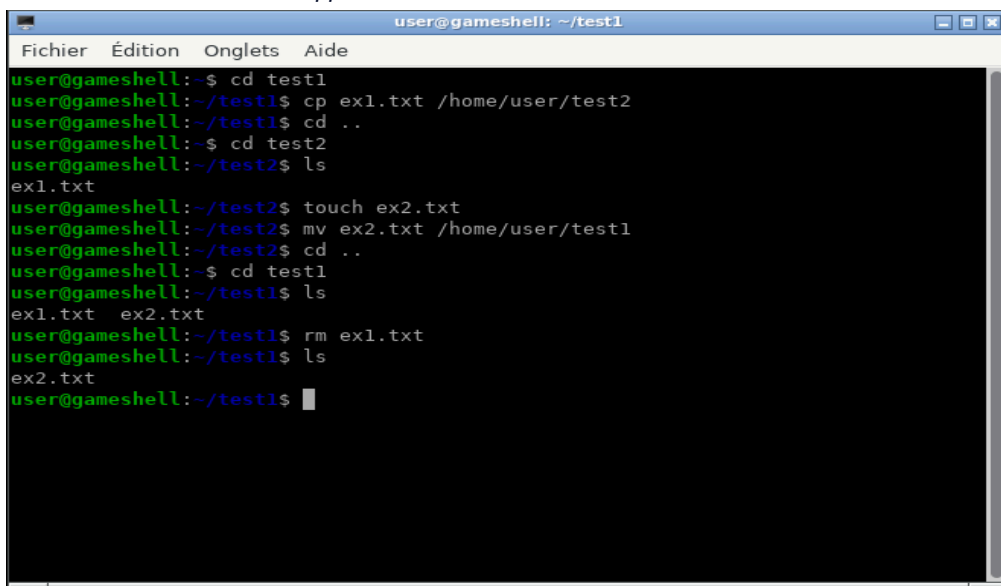 user@gameshell: ~/test1
Fichier Édition Onglets Aide
user@gameshell:~$ cd test1
user@gameshell:~/test1$ cp ex1.txt /home/user/test2
user@gameshell:~/test1$ cd ..
user@gameshell:~$ cd test2
user@gameshell:~/test2$ ls
ex1.txt
user@gameshell:~/test2$ touch ex2.txt
user@gameshell:~/test2$ mv ex2.txt /home/user/test1
user@gameshell:~/test2$ cd ..
user@gameshell:~$ cd test1
user@gameshell:~/test1$ ls
ex1.txt  ex2.txt
user@gameshell:~/test1$ rm ex1.txt
user@gameshell:~/test1$ ls
ex2.txt
user@gameshell:~/test1$